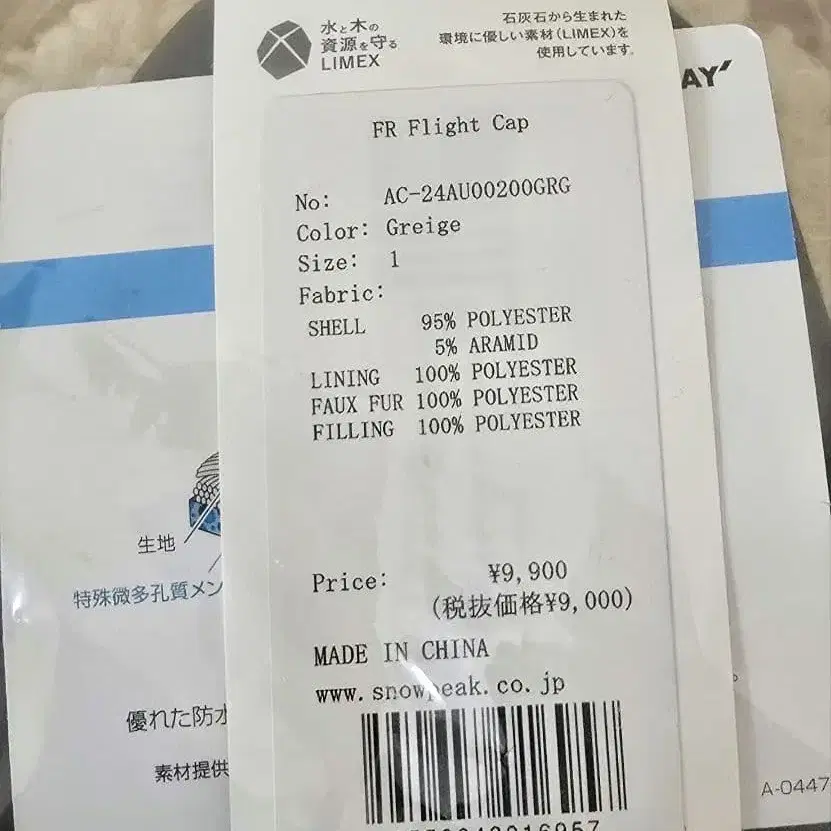 水と木の
資源を守る
LIMEX
石灰石から生まれた
環境に優しい素材(LIMEX)を
使用しています。
AY
FR Flight Cap
No: AC-24AU00200GRG
Color: Greige
Size: 1
Fabric:
SHELL 95% POLYESTER
5% ARAMID
LINING 100% POLYESTER
FAUX FUR 100% POLYESTER
FILLING 100% POLYESTER
生地
特殊微多孔質メン
Price: ¥9,900
(税抜価格¥9,000)
MADE IN CHINA
www.snowpeak.co.jp
優れた防水
素材提供
A-0447